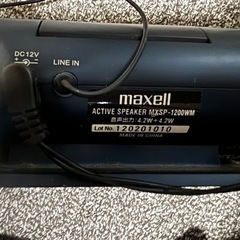 DC12V
LINE IN
maxell
ACTIVE SPEAKER MXSP-1200WM
音声出力:4.2W+4.2W
Lot No. 120201010
MADE IN CHINA